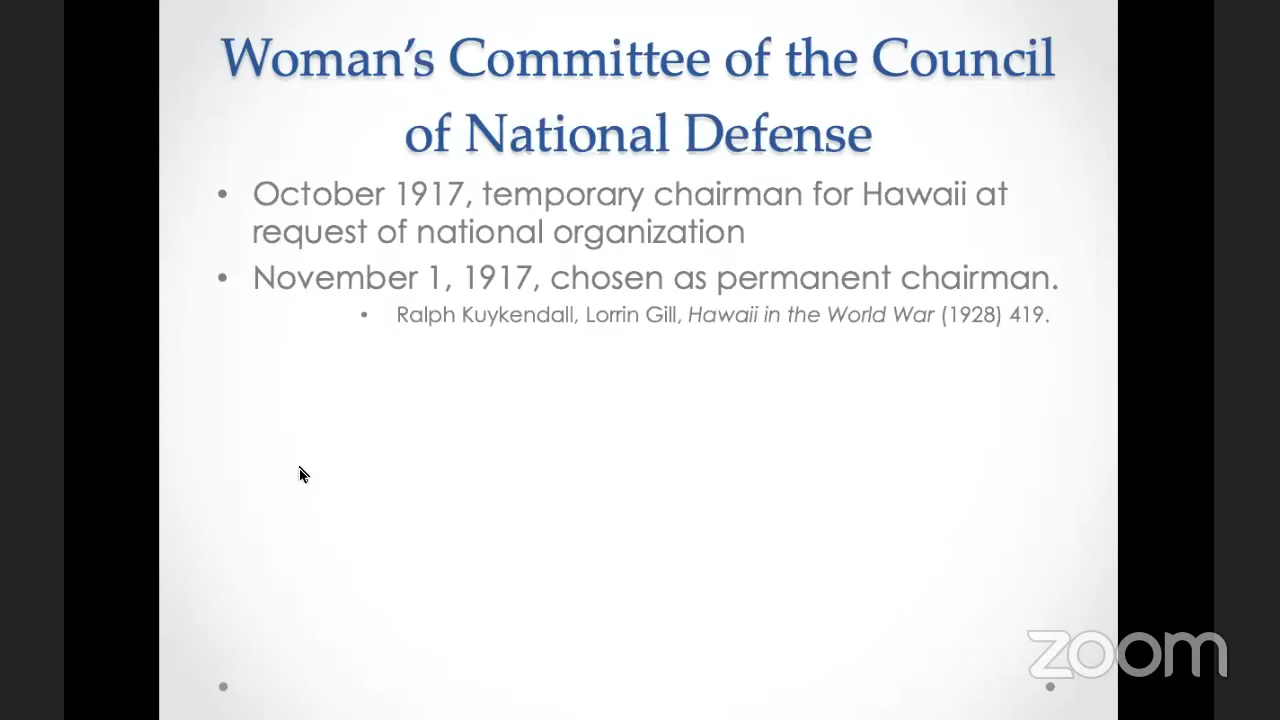 Woman’s Committee of the Council
of National Defense
• October 1917, temporary chairman for Hawaii at
request of national organization
• November 1, 1917, chosen as permanent chairman.
• Ralph Kuykendall, Lorrin Gill, Hawaii in the World War (1928) 419.
zoom